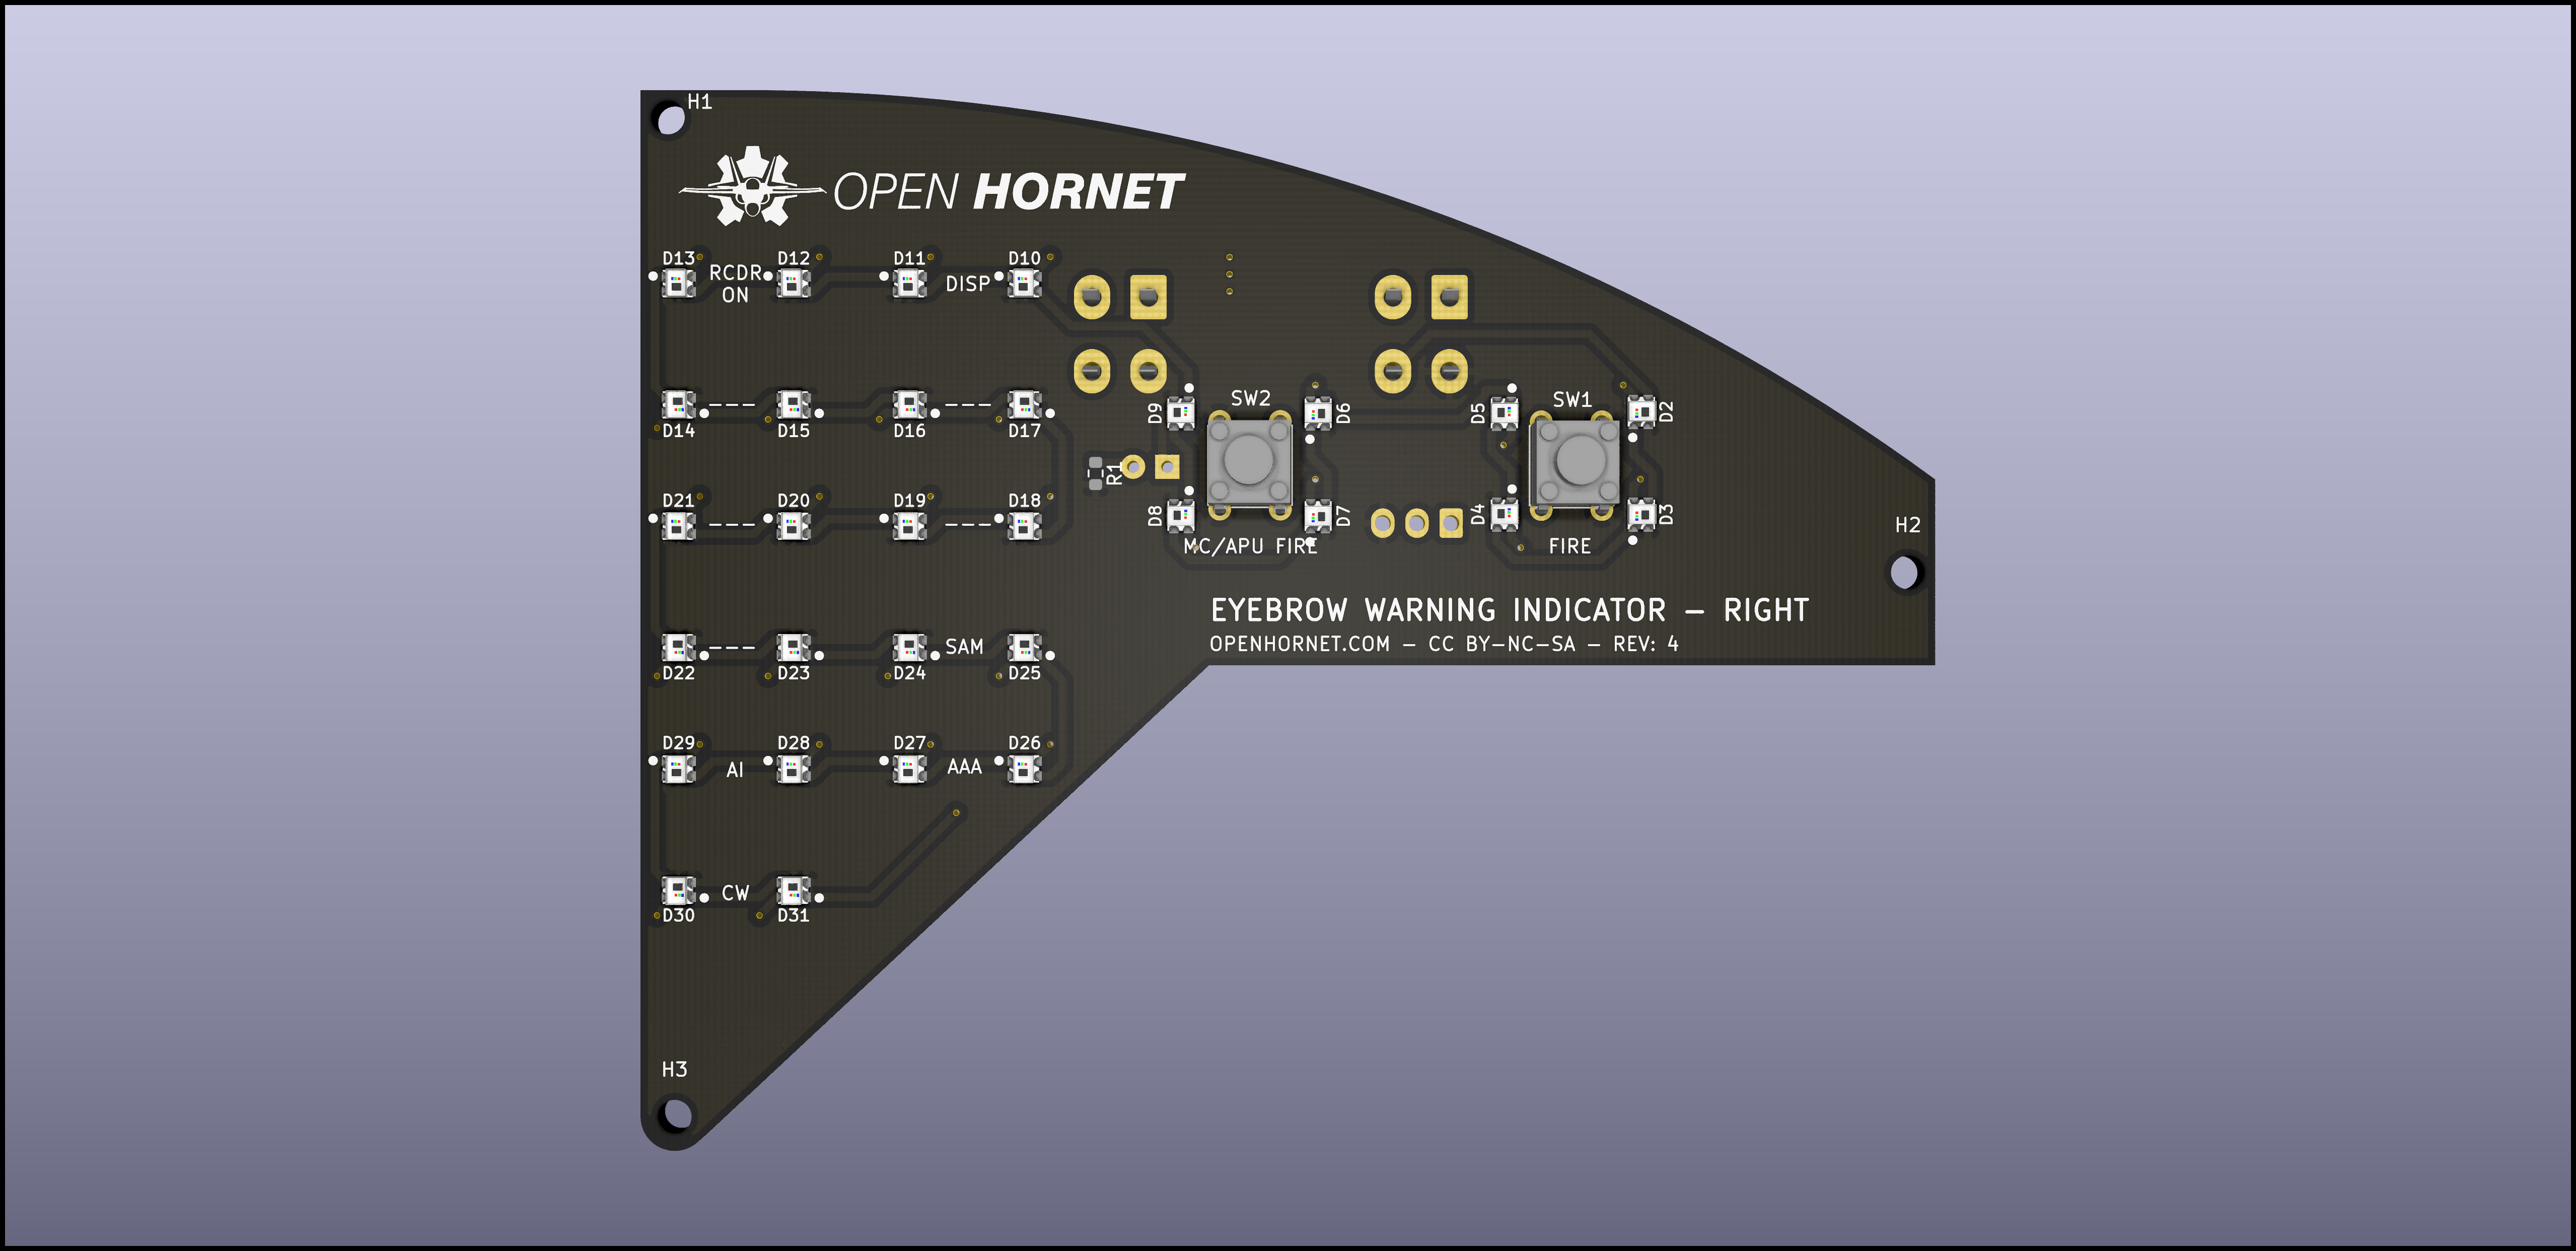 H1
OPEN HORNET
D13 D12 D11 D10
RCDR
ON
DISP
--- ---
D14 D15 D16 D17
D9 SW2 D6 D5 SW1 D2
R1
D21 D20 D19 D18
--- ---
D8 D7 D4 D3
MC/APU FIRE FIRE
H2
EYEBROW WARNING INDICATOR - RIGHT
OPENHORNET.COM - CC BY-NC-SA - REV: 4
--- SAM
D22 D23 D24 D25
D29 D28 D27 D26
AI AAA
CW
D30 D31
H3